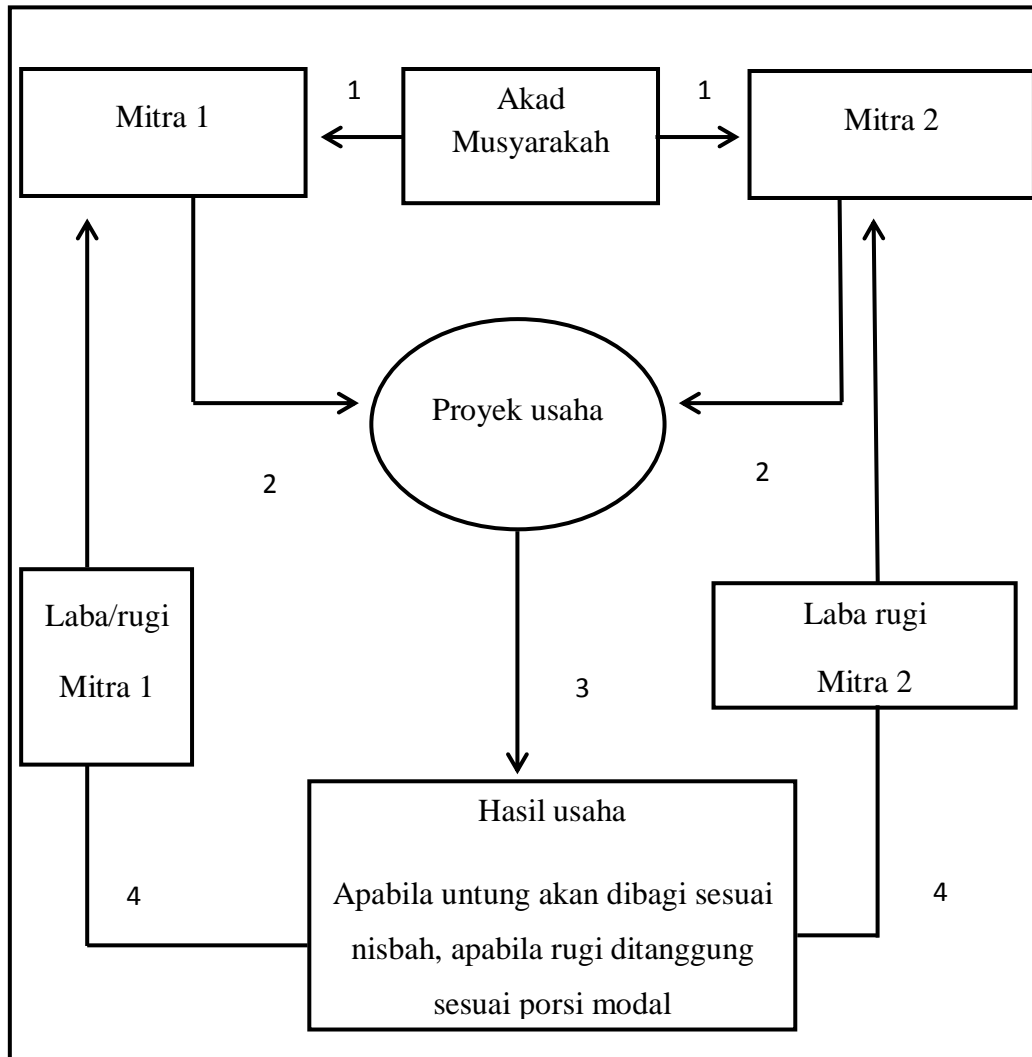 Mitra 1
1
Akad
Musyarakah
1
Mitra 2
Proyek usaha
2
2
Laba/rugi
Mitra 1
Laba rugi
Mitra 2
3
Hasil usaha
Apabila untung akan dibagi sesuai
nisbah, apabila rugi ditanggung
sesuai porsi modal
4
4